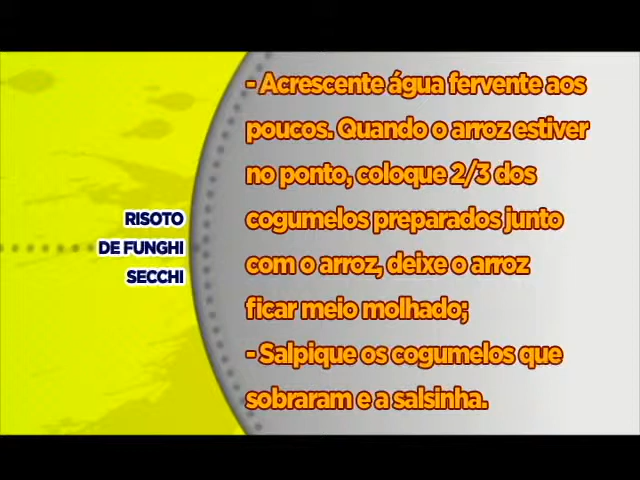 RISOTO
DE FUNGHI
SECCHI
- Acrescente água fervente aos
poucos. Quando o arroz estiver
no ponto, coloque 2/3 dos
cogumelos preparados junto
com o arroz, deixe o arroz
ficar meio molhado;
- Salpique os cogumelos que
sobraram e a salsinha.